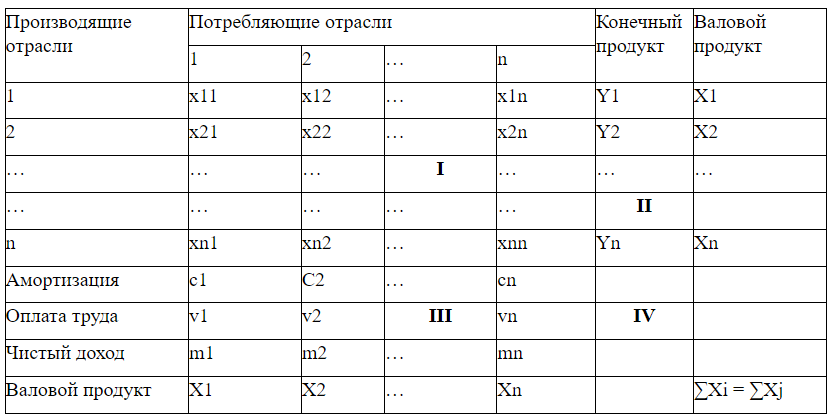 Производящие отрасли Потребляющие отрасли Конечный продукт Валовой продукт
1 2 … n
1 x11 x12 … x1n Y1 X1
2 x21 x22 … x2n Y2 X2
… … … I … … …
… … … … … II
n xn1 xn2 … xnn Yn Xn
Амортизация c1 C2 … cn
Оплата труда v1 v2 III vn IV
Чистый доход m1 m2 … mn
Валовой продукт X1 X2 … Xn ∑Xi = ∑Xj